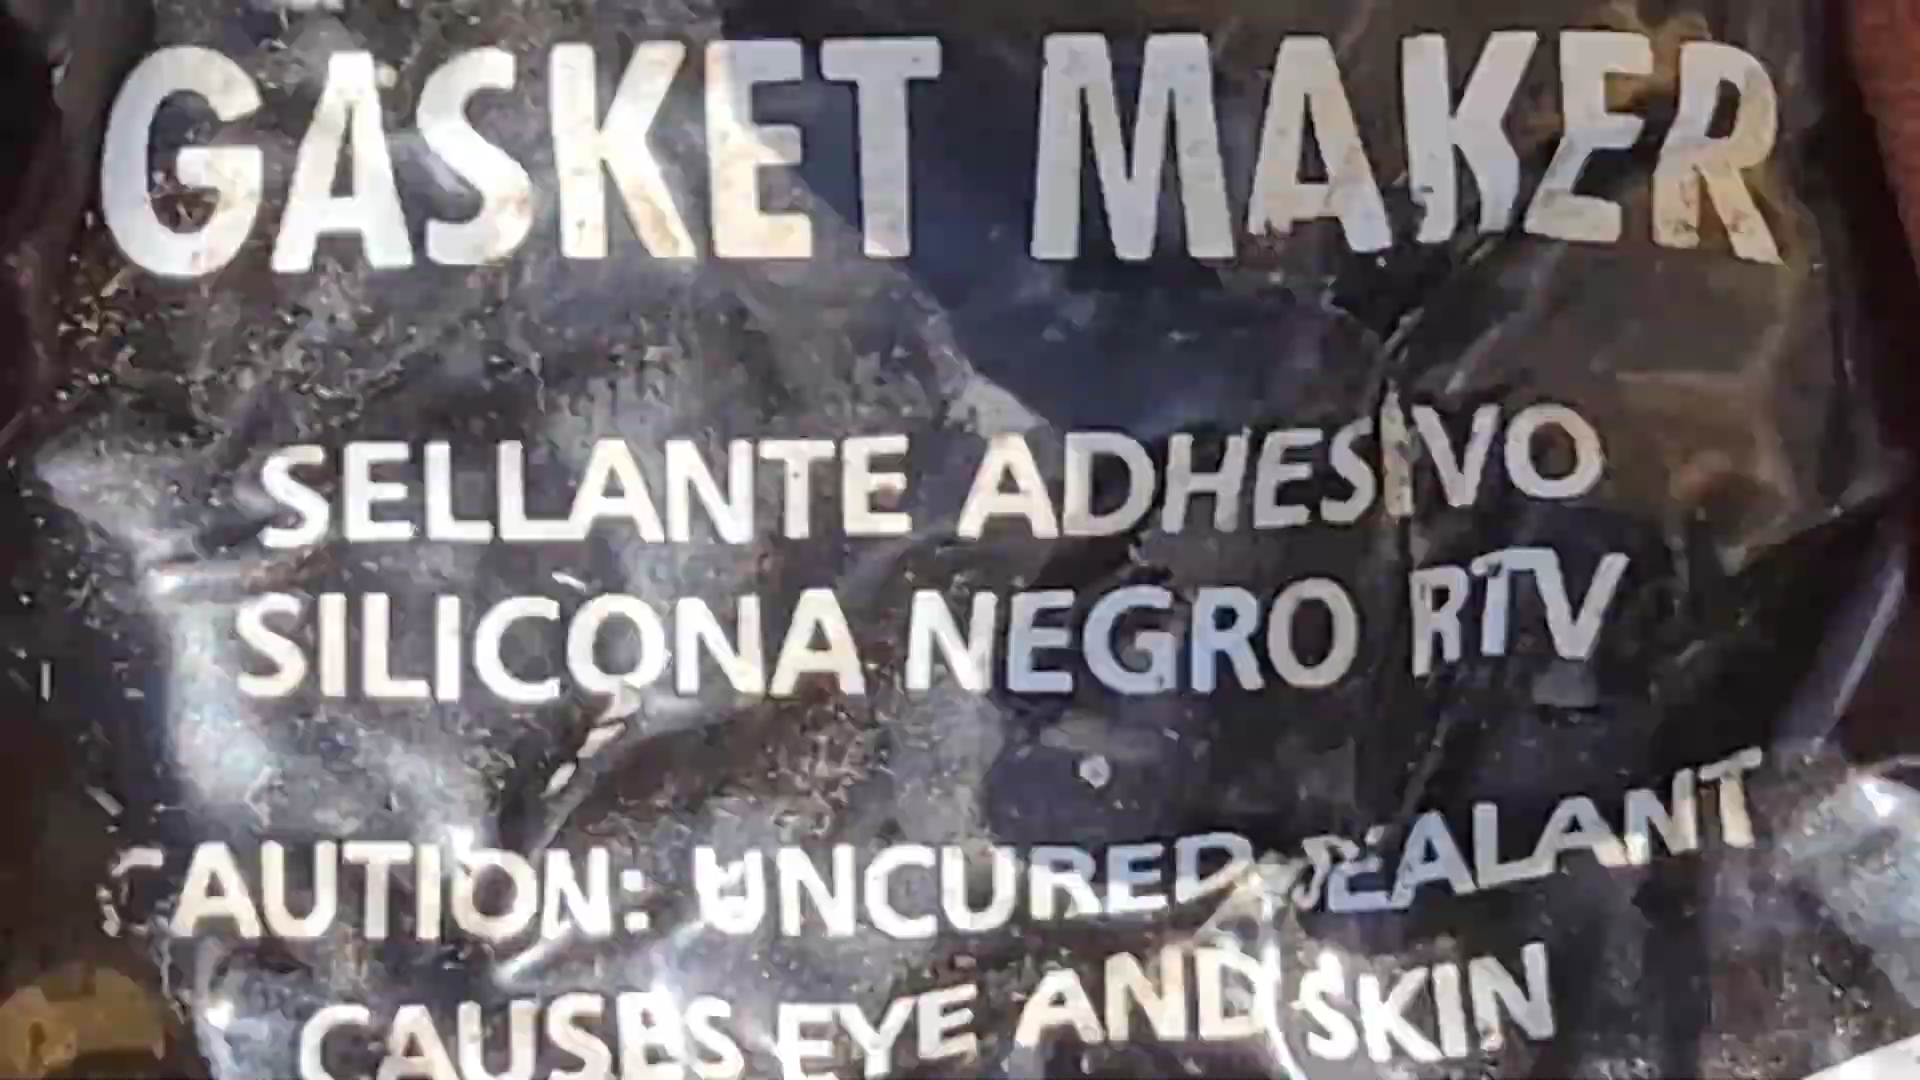 GASKET MAKER
SELLANTE ADHESIVO
SILICONA NEGRO RTV
CAUTION: UNCURED SEALANT
CAUSES EYE AND SKIN